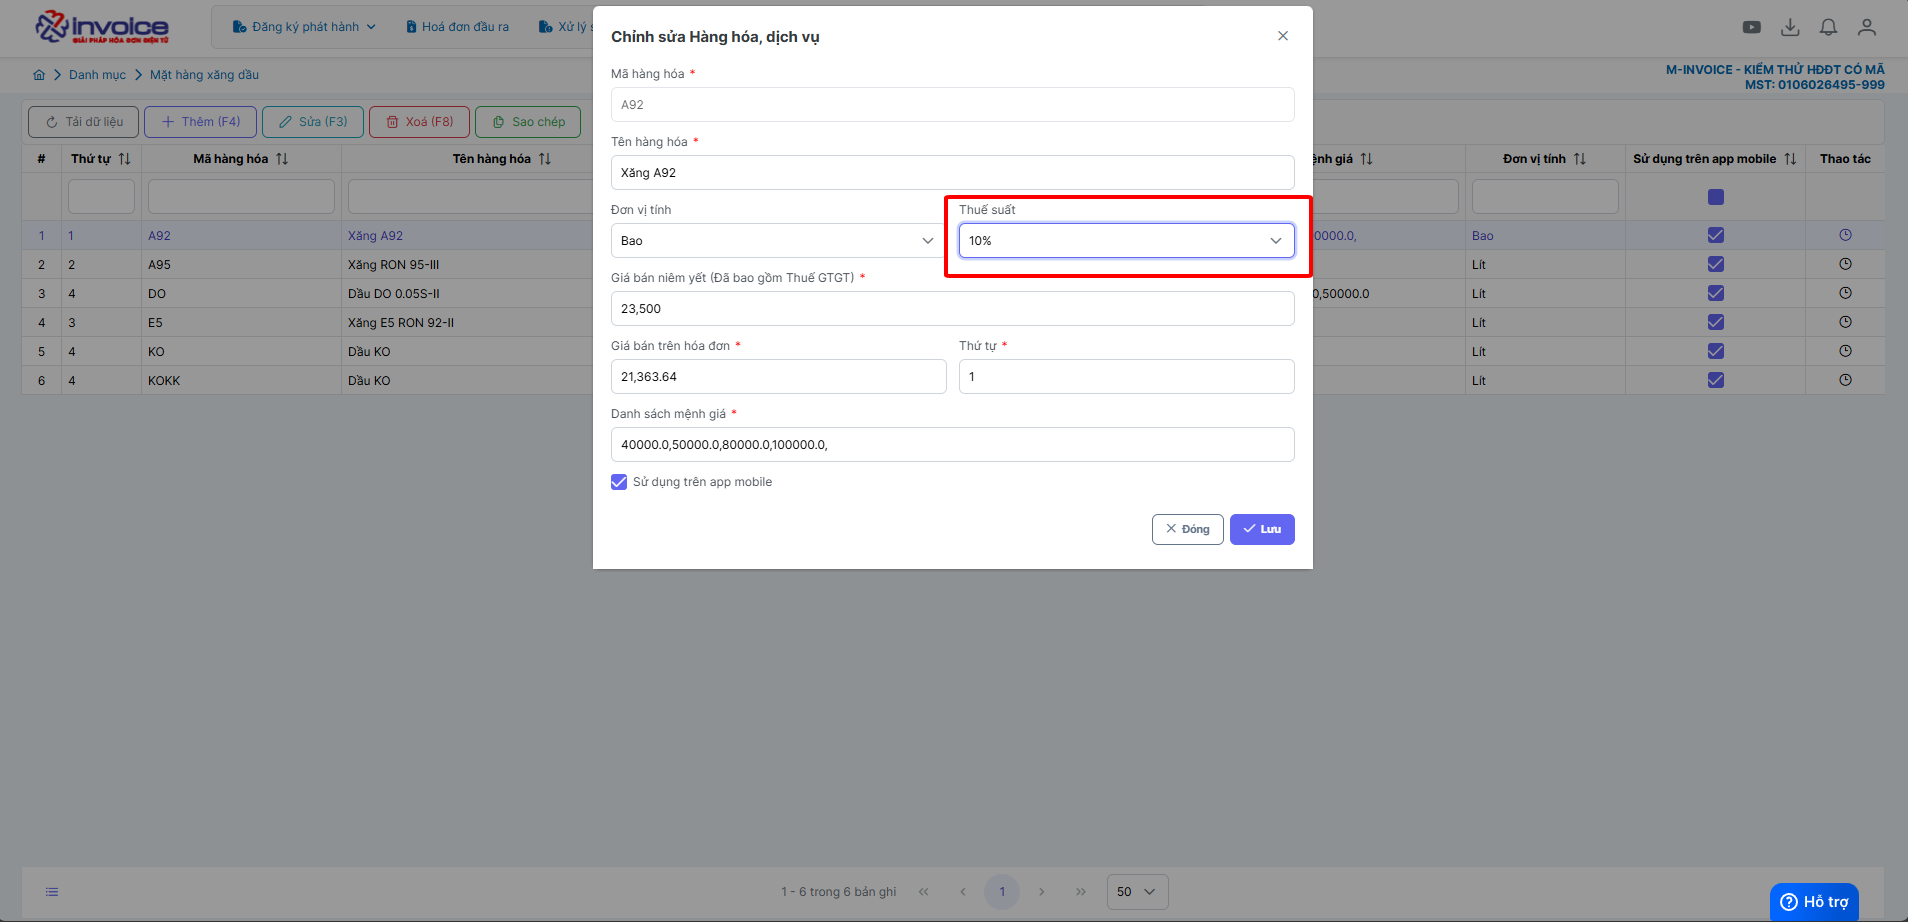 invoice
GIẢI PHÁP HÓA ĐƠN ĐIỆN TỬ
Đăng ký phát hành
Hoá đơn đầu ra
Xử lý s
Danh mục
Mặt hàng xăng dầu
M-INVOICE - KIỂM THỬ HĐĐT CÓ MÃ
MST: 0106026495-999
Tải dữ liệu
Thêm (F4)
Sửa (F3)
Xoá (F8)
Sao chép
# Thứ tự Mã hàng hóa Tên hàng hóa ệnh giá Đơn vị tính Sử dụng trên app mobile Thao tác
1 1 A92 Xăng A92 0000.0, Bao
2 2 A95 Xăng RON 95-III Lít
3 4 DO Dầu DO 0.05S-II 0,50000.0 Lít
4 3 E5 Xăng E5 RON 92-II Lít
5 4 KO Dầu KO Lít
6 4 KOKK Dầu KO Lít
Chỉnh sửa Hàng hóa, dịch vụ
Mã hàng hóa *
A92
Tên hàng hóa *
Xăng A92
Đơn vị tính Thuế suất
Bao 10%
Giá bán niêm yết (Đã bao gồm Thuế GTGT) *
23,500
Giá bán trên hóa đơn * Thứ tự *
21,363.64 1
Danh sách mệnh giá *
40000.0,50000.0,80000.0,100000.0,
Sử dụng trên app mobile
Đóng Lưu
1 - 6 trong 6 bản ghi « ‹ 1 › » 50
Hỗ trợ